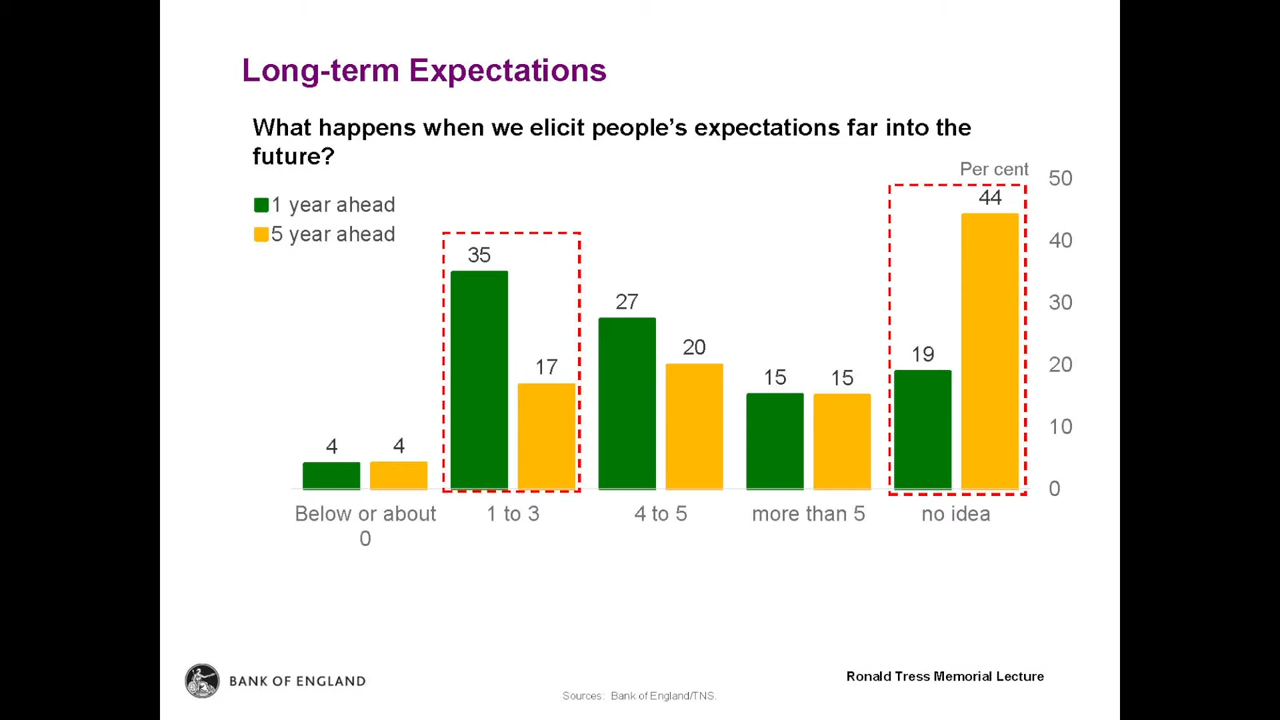 Long-term Expectations
What happens when we elicit people's expectations far into the
future?
Per cent
1 year ahead
5 year ahead
50
40
30
20
10
0
4
4
35
17
27
20
15
15
19
44
Below or about
0
1 to 3
4 to 5
more than 5
no idea
BANK OF ENGLAND
Sources: Bank of England/TNS.
Ronald Tress Memorial Lecture